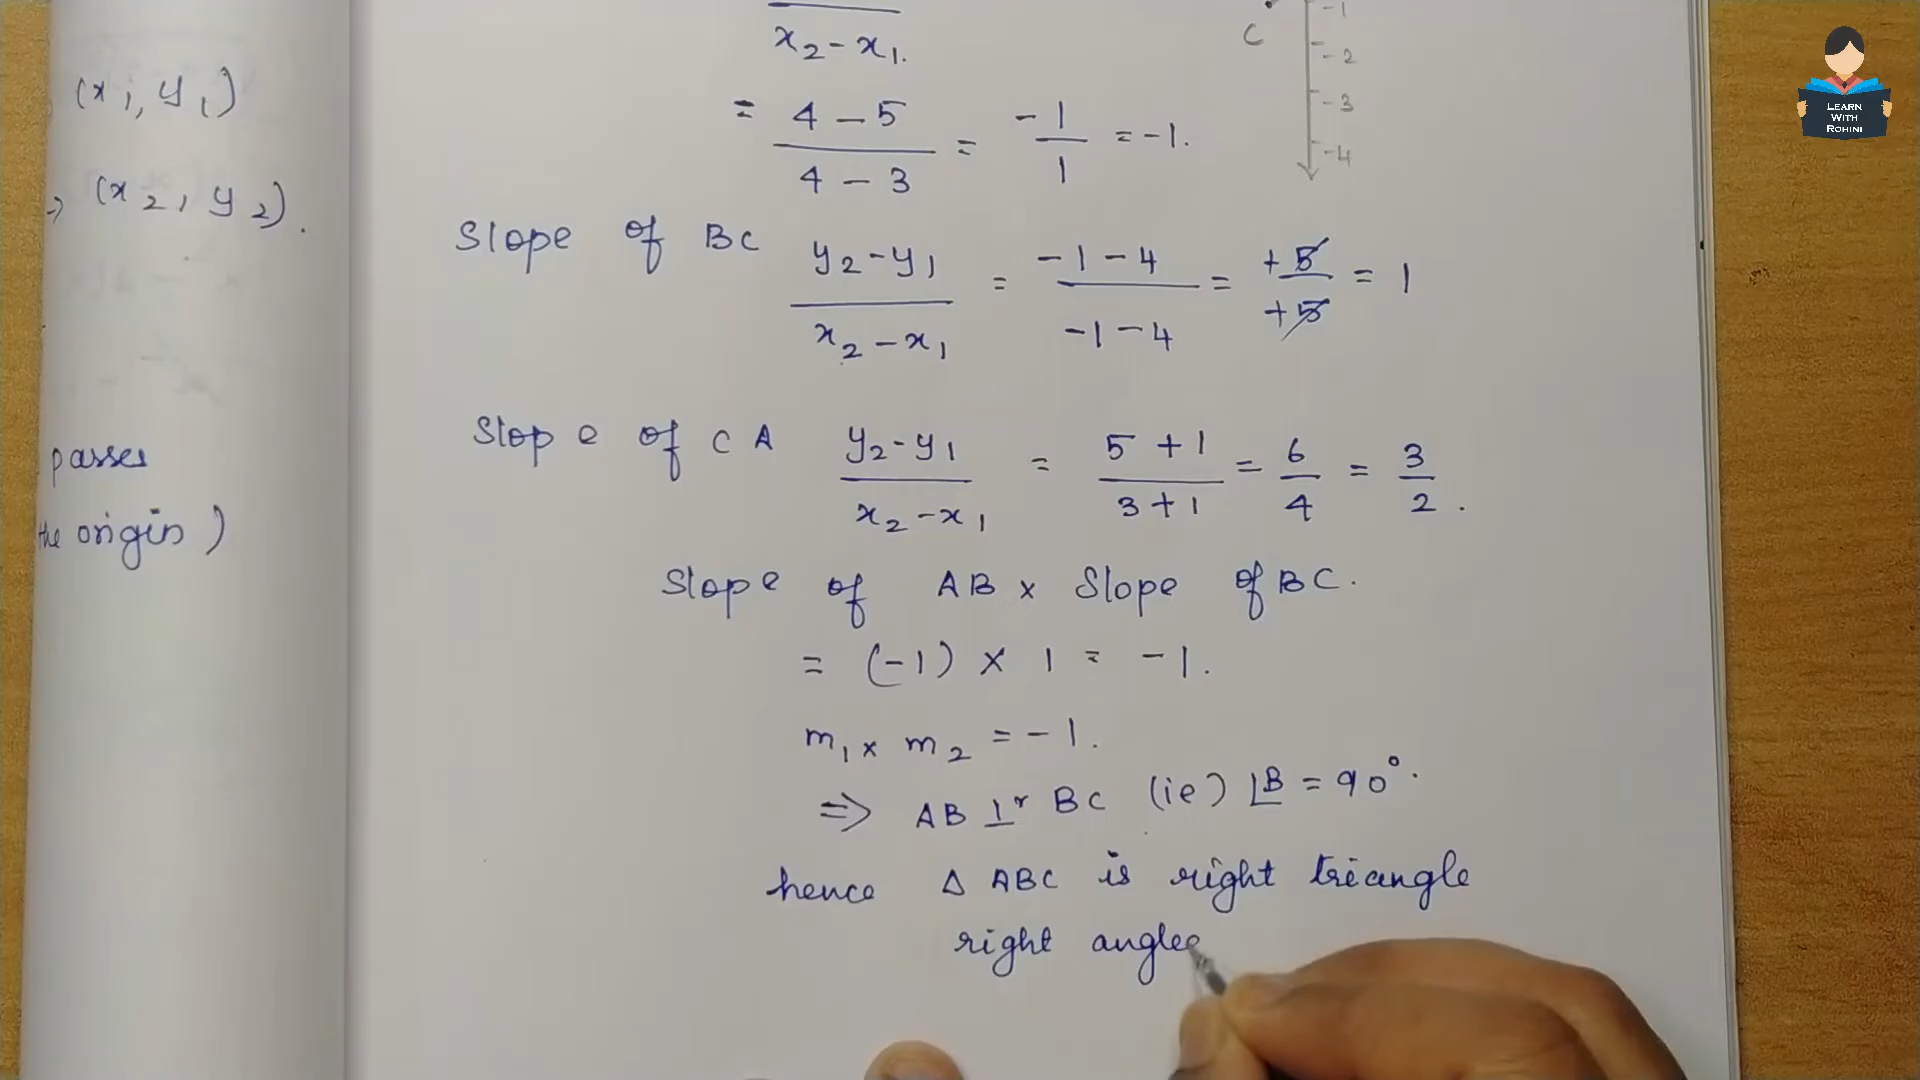 x₂ - x₁.
= 4 - 5 / 4 - 3 = -1 / 1 = -1.
Slope of BC y₂ - y₁ / x₂ - x₁ = -1 - 4 / -1 - 4 = +5 / +5 = 1
Slope of CA y₂ - y₁ / x₂ - x₁ = 5 + 1 / 3 + 1 = 6 / 4 = 3 / 2.
Slope of AB x Slope of BC.
= (-1) x 1 = -1.
m₁ x m₂ = -1.
⇒ AB ⊥ʳ BC (ie) ∠B = 90°.
hence Δ ABC is right triangle
right angle
(x₁, y₁)
(x₂, y₂).
passes
the origin)
C
-1
-2
-3
-4
LEARN
WITH
ROHINI